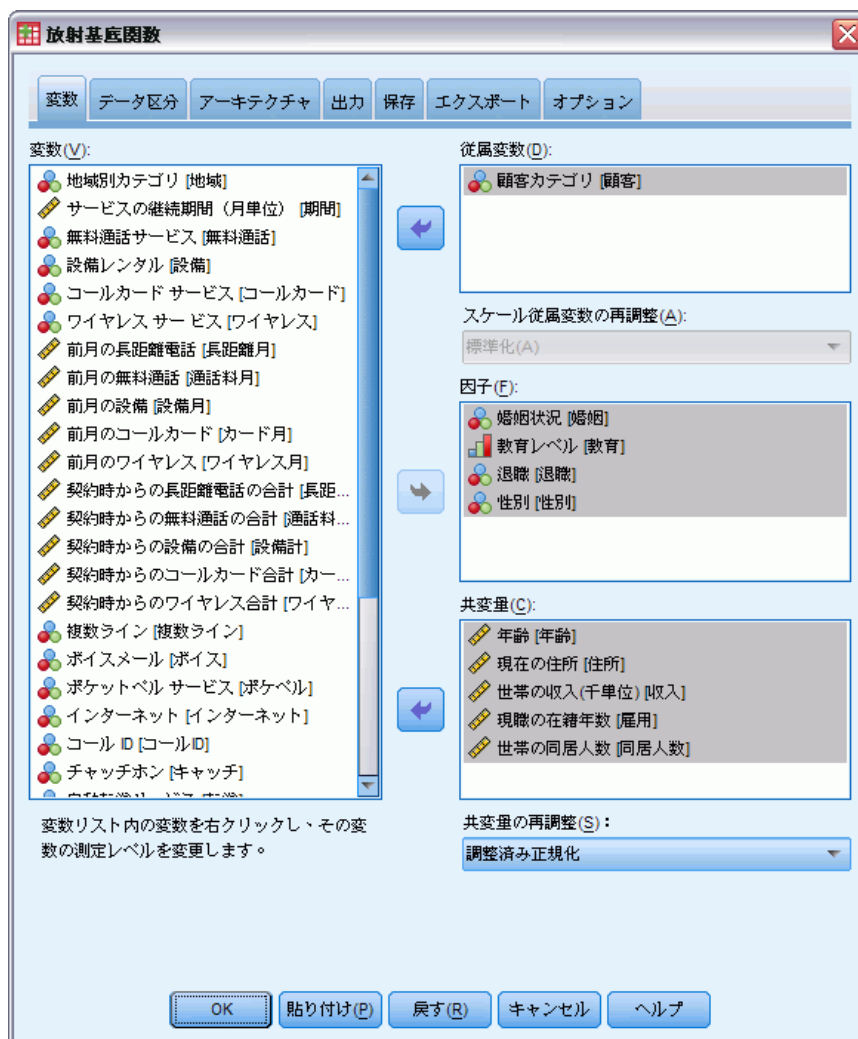 放射基底関数
変数 データ区分 アーキテクチャ 出力 保存 エクスポート オプション
変数(V):
地域別カテゴリ [地域]
サービスの継続期間（月単位） [期間]
無料通話サービス [無料通話]
設備レンタル [設備]
コールカード サービス [コールカード]
ワイヤレス サービス [ワイヤレス]
前月の長距離電話 [長距離月]
前月の無料通話 [通話料月]
前月の設備 [設備月]
前月のコールカード [カード月]
前月のワイヤレス [ワイヤレス月]
契約時からの長距離電話の合計 [長距...
契約時からの無料通話の合計 [通話料...
契約時からの設備の合計 [設備計]
契約時からのコールカード合計 [カー...
契約時からのワイヤレス合計 [ワイヤ...
複数ライン [複数ライン]
ボイスメール [ボイス]
ポケットベル サービス [ポケベル]
インターネット [インターネット]
コール ID [コールID]
チャッチホン [キャッチ]
変数リスト内の変数を右クリックし、その変
数の測定レベルを変更します。
従属変数(D):
顧客カテゴリ [顧客]
スケール従属変数の再調整(A):
標準化(A)
因子(F):
婚姻状況 [婚姻]
教育レベル [教育]
退職 [退職]
性別 [性別]
共変量(C):
年齢 [年齢]
現在の住所 [住所]
世帯の収入(千単位) [収入]
現職の在籍年数 [雇用]
世帯の同居人数 [同居人数]
共変量の再調整(S)：
調整済み正規化
OK 貼り付け(P) 戻す(R) キャンセル ヘルプ